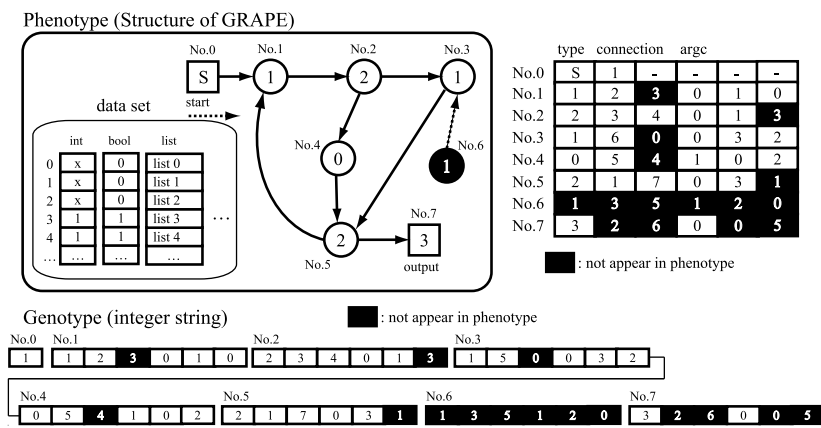 Phenotype (Structure of GRAPE)
No.0 No.1 No.2 No.3
S 1 2 1
start
data set
No.4 No.6
0 1
int bool list
0 x 0 list 0
1 x 0 list 1
2 x 0 list 2
3 1 1 list 3
4 1 1 list 4
... ... ... ...
...
No.7
2 3
No.5 output
type connection argc
No.0 S 1 - - - -
No.1 1 2 3 0 1 0
No.2 2 3 4 0 1 3
No.3 1 6 0 0 3 2
No.4 0 5 4 1 0 2
No.5 2 1 7 0 3 1
No.6 1 3 5 1 2 0
No.7 3 2 6 0 0 5
: not appear in phenotype
Genotype (integer string)
: not appear in phenotype
No.0 No.1 No.2 No.3
1 1 2 3 0 1 0 2 3 4 0 1 3 1 5 0 0 3 2
No.4 No.5 No.6 No.7
0 5 4 1 0 2 2 1 7 0 3 1 1 3 5 1 2 0 3 2 6 0 0 5